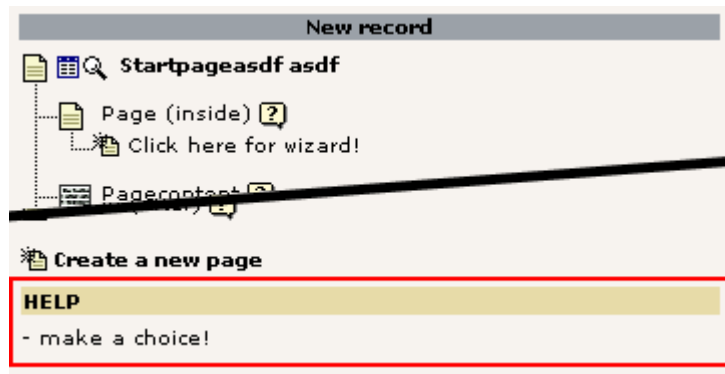 New record
Startpageasdf asdf
Page (inside) ?
Click here for wizard!
Pagecontent ?
?
Create a new page
HELP
- make a choice!